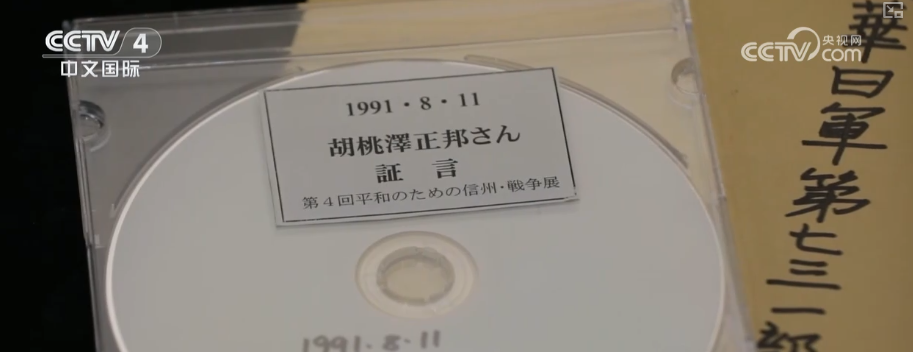 CCTV 4
中文国际
央视网
CCTV.com
1991・8・11
胡桃澤正邦さん
証 言
第4回平和のための信州・戦争展
1991・8・11
華日軍第七三一部